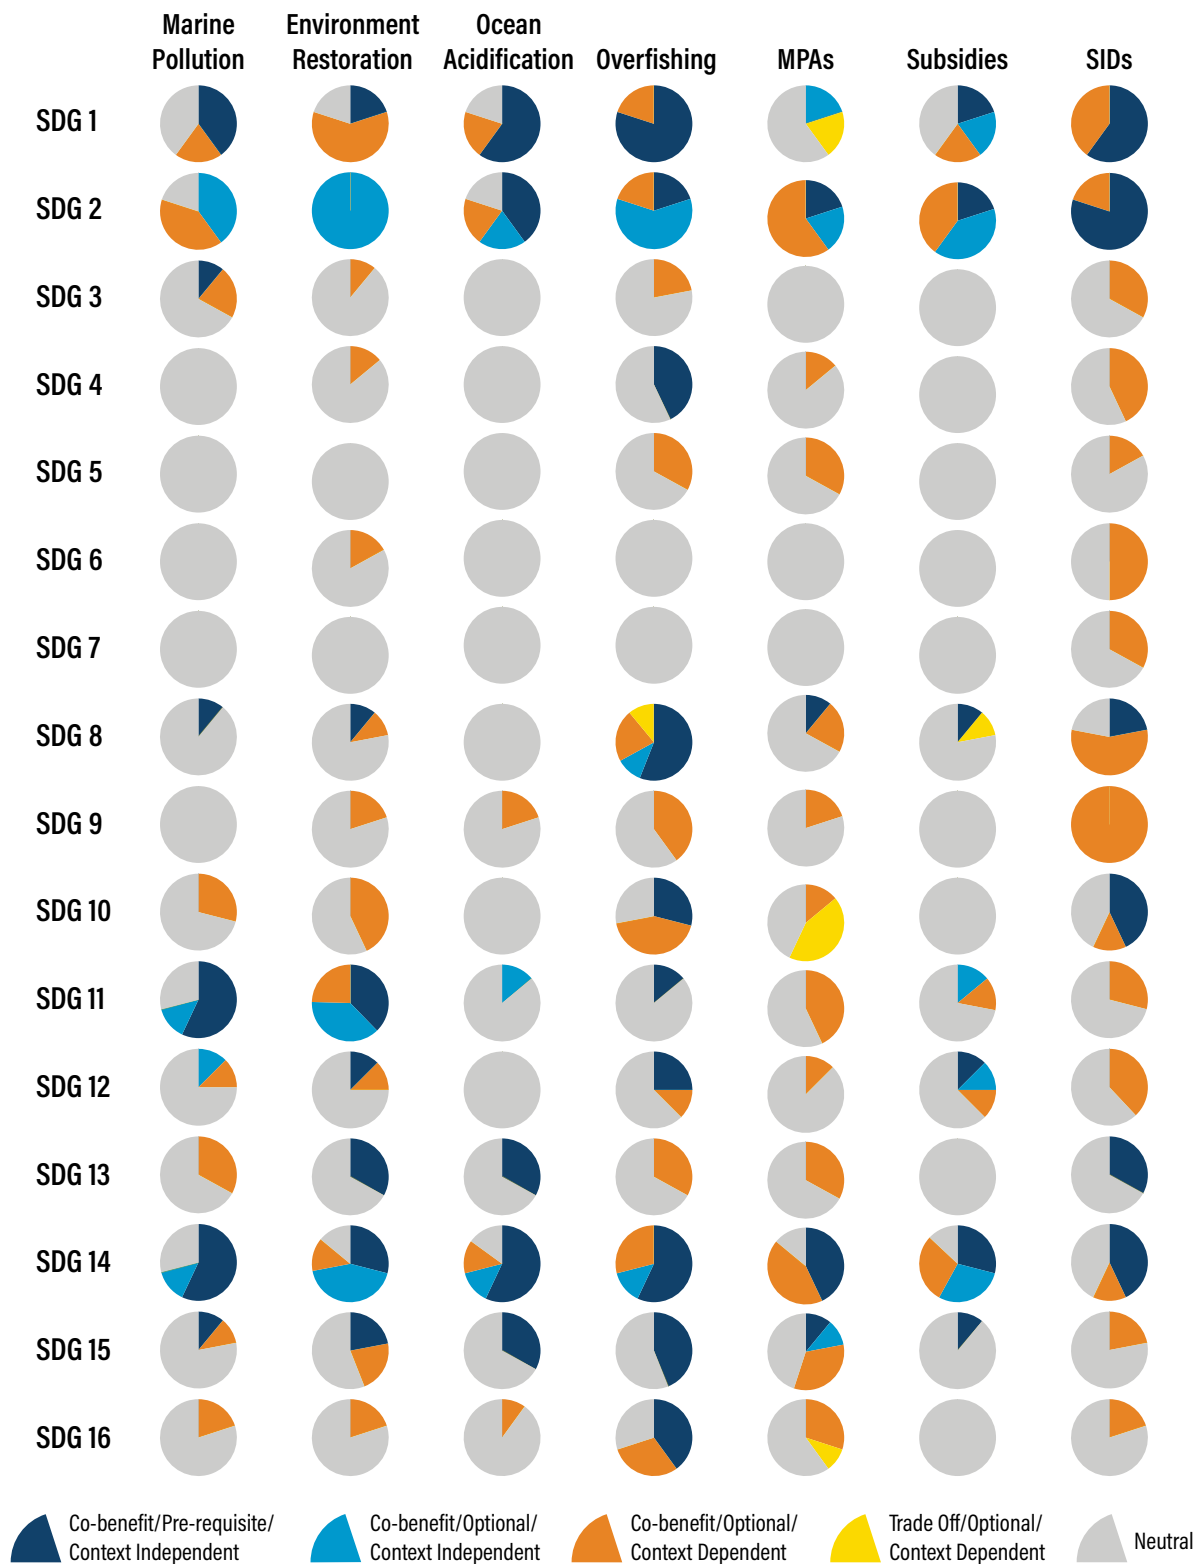 Marine Pollution
Environment Restoration
Ocean Acidification
Overfishing
MPAs
Subsidies
SIDs
SDG 1
SDG 2
SDG 3
SDG 4
SDG 5
SDG 6
SDG 7
SDG 8
SDG 9
SDG 10
SDG 11
SDG 12
SDG 13
SDG 14
SDG 15
SDG 16
Co-benefit/Pre-requisite/
Context Independent
Co-benefit/Optional/
Context Independent
Co-benefit/Optional/
Context Dependent
Trade Off/Optional/
Context Dependent
Neutral